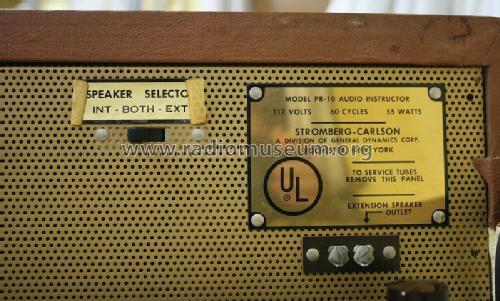 SPEAKER SELECTO
INT - BOTH - EXT
MODEL PR-10 AUDIO INSTRUCTOR
117 VOLTS 60 CYCLES 55 WATTS
STROMBERG-CARLSON
A DIVISION OF GENERAL DYNAMICS CORP.
www.radiomuseum.org
NEW YORK
UL
TO SERVICE TUBES
REMOVE THIS PANEL
EXTENSION SPEAKER
OUTLET